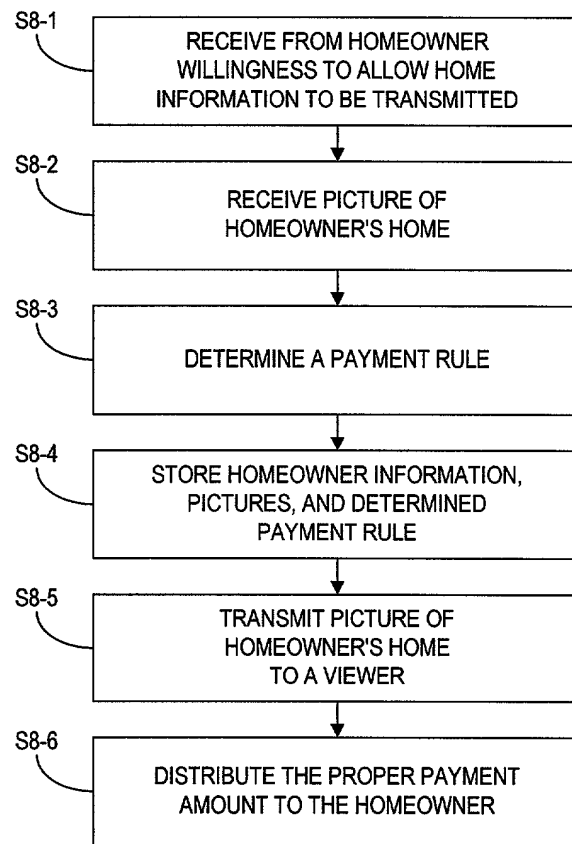 S8-1
RECEIVE FROM HOMEOWNER
WILLINGNESS TO ALLOW HOME
INFORMATION TO BE TRANSMITTED
S8-2
RECEIVE PICTURE OF
HOMEOWNER'S HOME
S8-3
DETERMINE A PAYMENT RULE
S8-4
STORE HOMEOWNER INFORMATION,
PICTURES, AND DETERMINED
PAYMENT RULE
S8-5
TRANSMIT PICTURE OF
HOMEOWNER'S HOME
TO A VIEWER
S8-6
DISTRIBUTE THE PROPER PAYMENT
AMOUNT TO THE HOMEOWNER